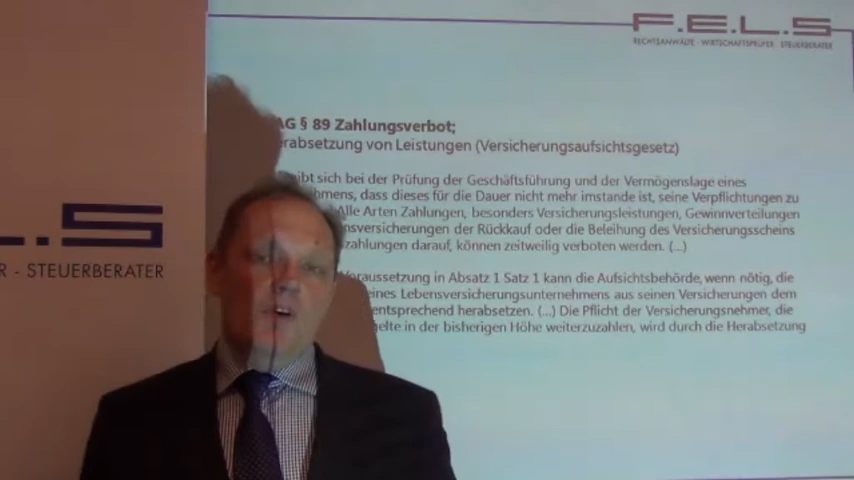 F.E.L.S
RECHTSANWÄLTE · WIRTSCHAFTSPRÜFER · STEUERBERATER
AG § 89 Zahlungsverbot;
erabsetzung von Leistungen (Versicherungsaufsichtsgesetz)
ibt sich bei der Prüfung der Geschäftsführung und der Vermögenslage eines
hmens, dass dieses für die Dauer nicht mehr imstande ist, seine Verpflichtungen zu
Alle Arten Zahlungen, besonders Versicherungsleistungen, Gewinnverteilungen
nsversicherungen der Rückkauf oder die Beleihung des Versicherungsscheins
zahlungen darauf, können zeitweilig verboten werden. (...)
oraussetzung in Absatz 1 Satz 1 kann die Aufsichtsbehörde, wenn nötig, die
eines Lebensversicherungsunternehmens aus seinen Versicherungen dem
entsprechend herabsetzen. (...) Die Pflicht der Versicherungsnehmer, die
elte in der bisherigen Höhe weiterzuzahlen, wird durch die Herabsetzung
L.S
R - STEUERBERATER